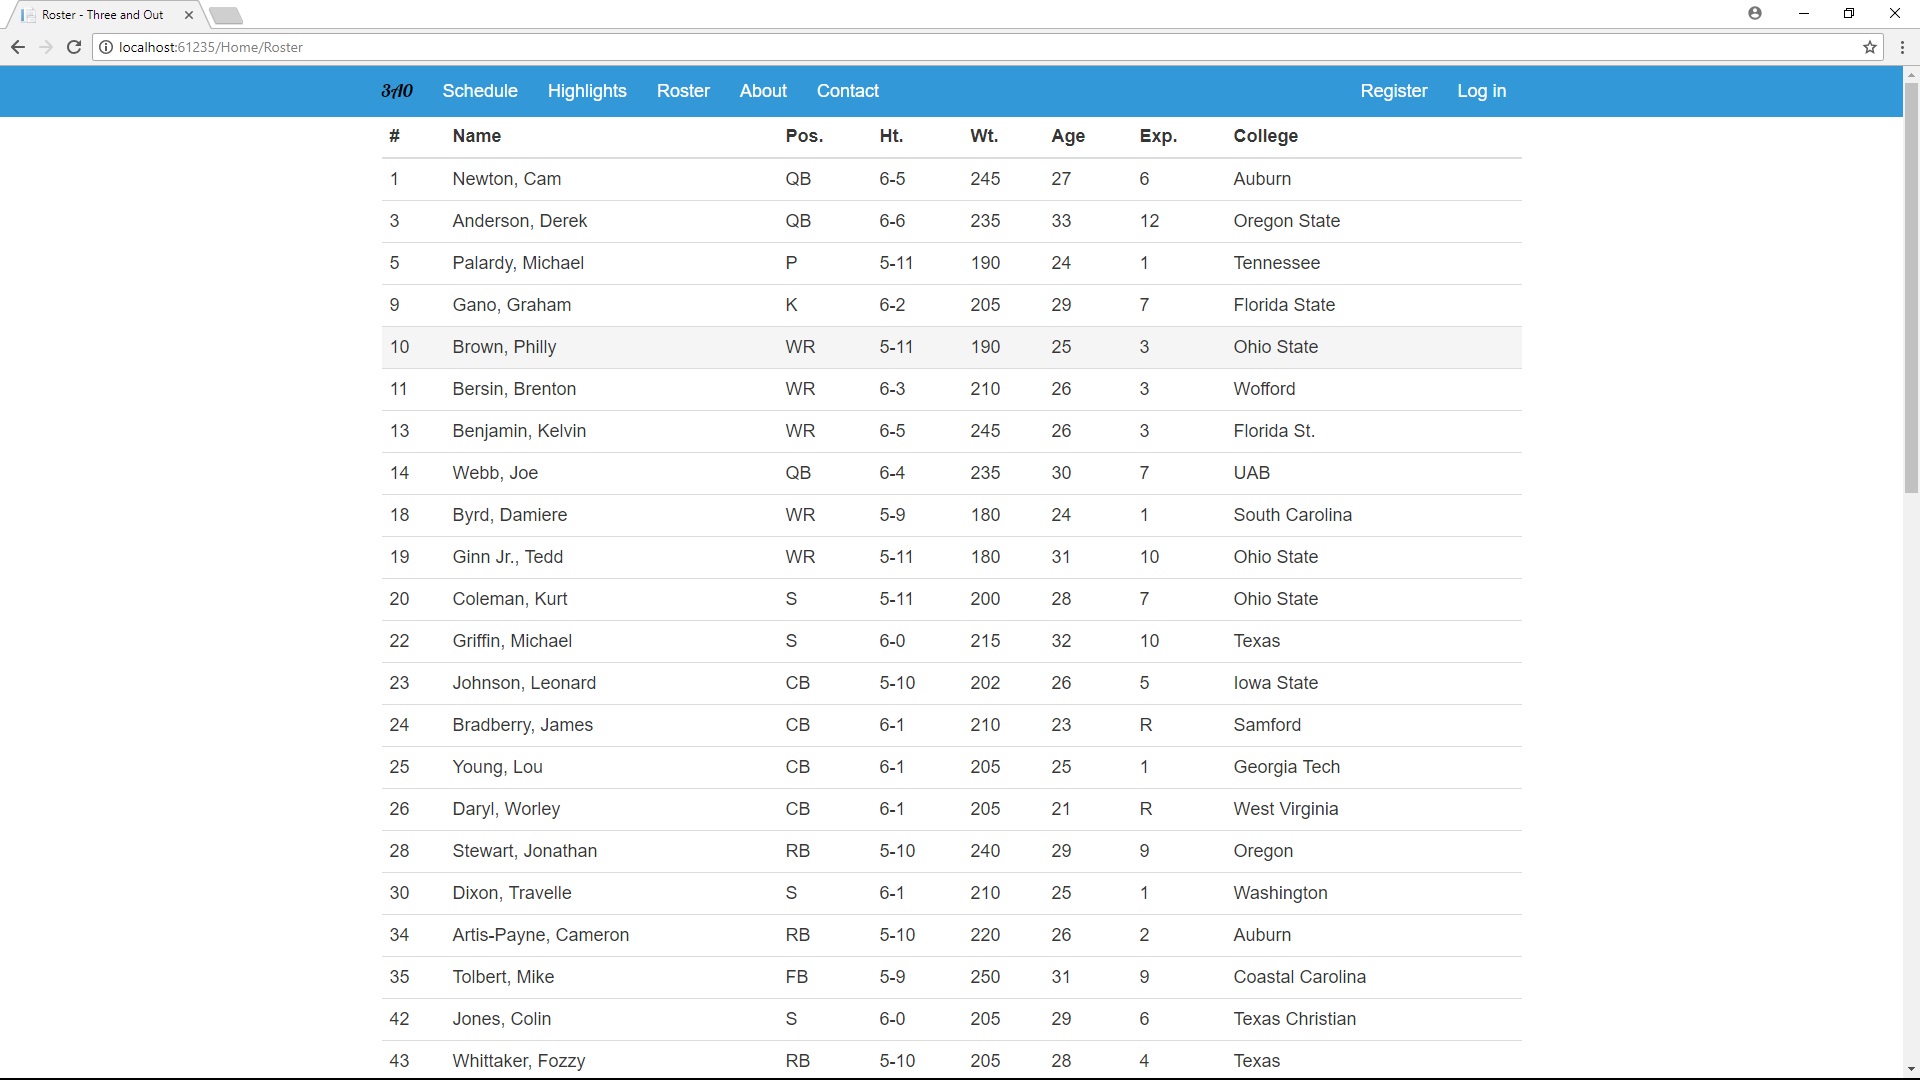 Roster - Three and Out
localhost:61235/Home/Roster
3AO Schedule Highlights Roster About Contact Register Log in
# Name Pos. Ht. Wt. Age Exp. College
1 Newton, Cam QB 6-5 245 27 6 Auburn
3 Anderson, Derek QB 6-6 235 33 12 Oregon State
5 Palardy, Michael P 5-11 190 24 1 Tennessee
9 Gano, Graham K 6-2 205 29 7 Florida State
10 Brown, Philly WR 5-11 190 25 3 Ohio State
11 Bersin, Brenton WR 6-3 210 26 3 Wofford
13 Benjamin, Kelvin WR 6-5 245 26 3 Florida St.
14 Webb, Joe QB 6-4 235 30 7 UAB
18 Byrd, Damiere WR 5-9 180 24 1 South Carolina
19 Ginn Jr., Tedd WR 5-11 180 31 10 Ohio State
20 Coleman, Kurt S 5-11 200 28 7 Ohio State
22 Griffin, Michael S 6-0 215 32 10 Texas
23 Johnson, Leonard CB 5-10 202 26 5 Iowa State
24 Bradberry, James CB 6-1 210 23 R Samford
25 Young, Lou CB 6-1 205 25 1 Georgia Tech
26 Daryl, Worley CB 6-1 205 21 R West Virginia
28 Stewart, Jonathan RB 5-10 240 29 9 Oregon
30 Dixon, Travelle S 6-1 210 25 1 Washington
34 Artis-Payne, Cameron RB 5-10 220 26 2 Auburn
35 Tolbert, Mike FB 5-9 250 31 9 Coastal Carolina
42 Jones, Colin S 6-0 205 29 6 Texas Christian
43 Whittaker, Fozzy RB 5-10 205 28 4 Texas